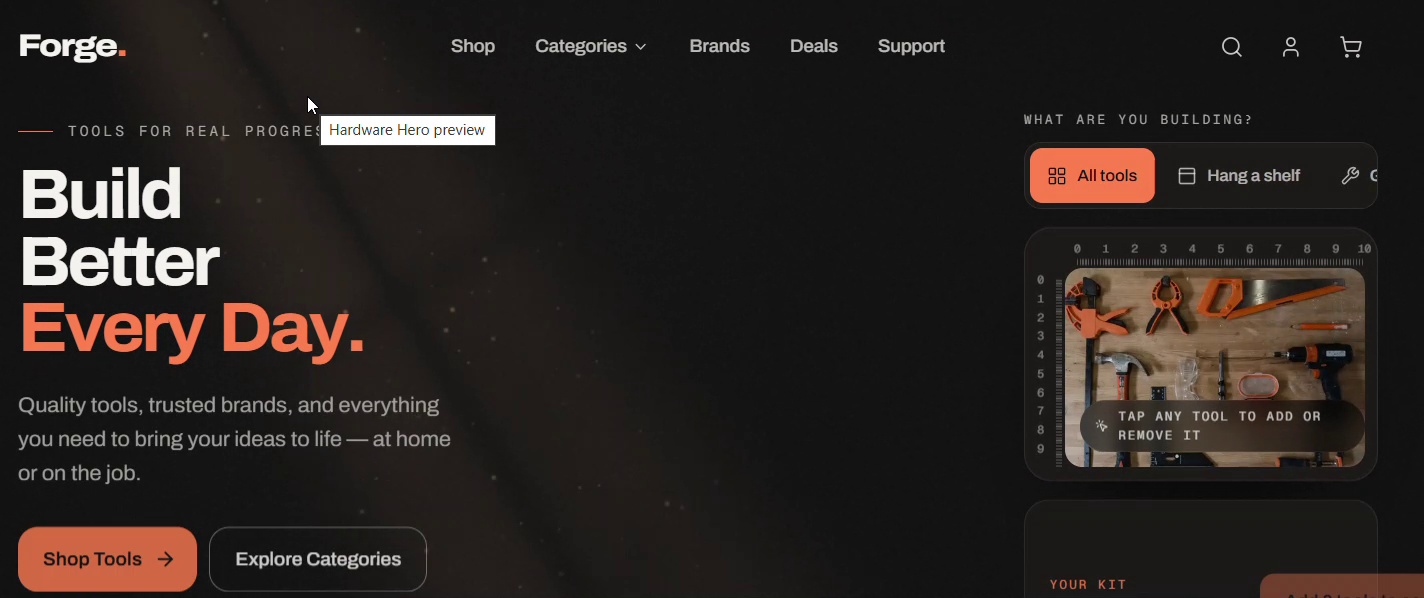 Forge.
Shop
Categories
Brands
Deals
Support
TOOLS FOR REAL
Hardware Hero preview
Build
Better
Every Day.
Quality tools, trusted brands, and everything
you need to bring your ideas to life — at home
or on the job.
Shop Tools
Explore Categories
WHAT ARE YOU BUILDING?
All tools
Hang a shelf
0 1 2 3 4 5 6 7 8 9 10
0
1
2
3
4
5
6
7
8
9
TAP ANY TOOL TO ADD OR
REMOVE IT
YOUR KIT